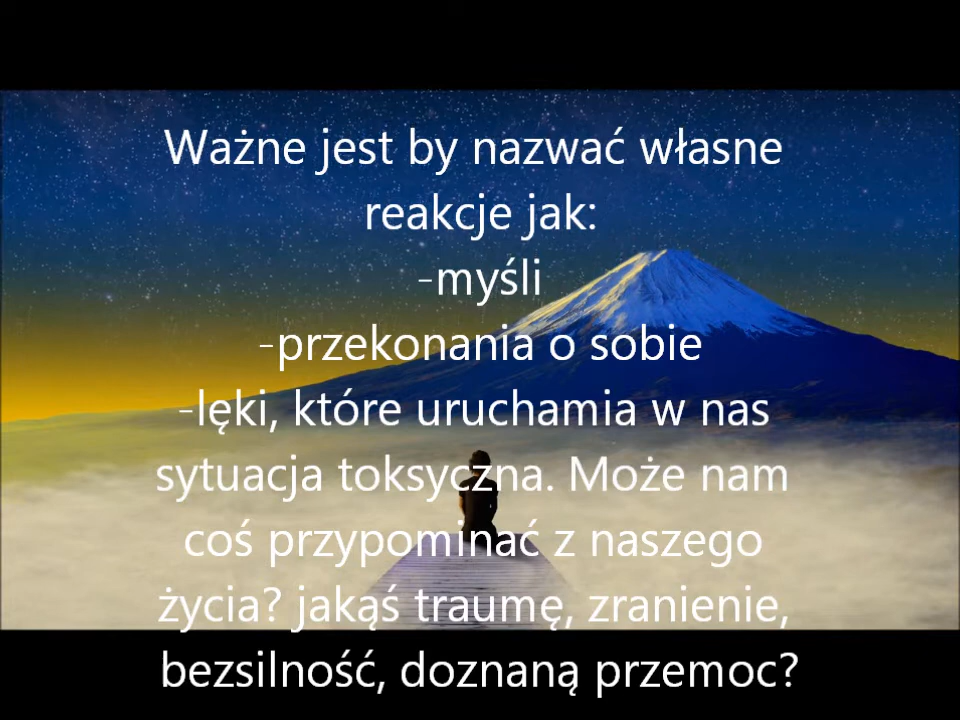 Ważne jest by nazwać własne
reakcje jak:
-myśli
-przekonania o sobie
-lęki, które uruchamia w nas
sytuacja toksyczna. Może nam
coś przypominać z naszego
życia? jakąś traumę, zranienie,
bezsilność, doznaną przemoc?